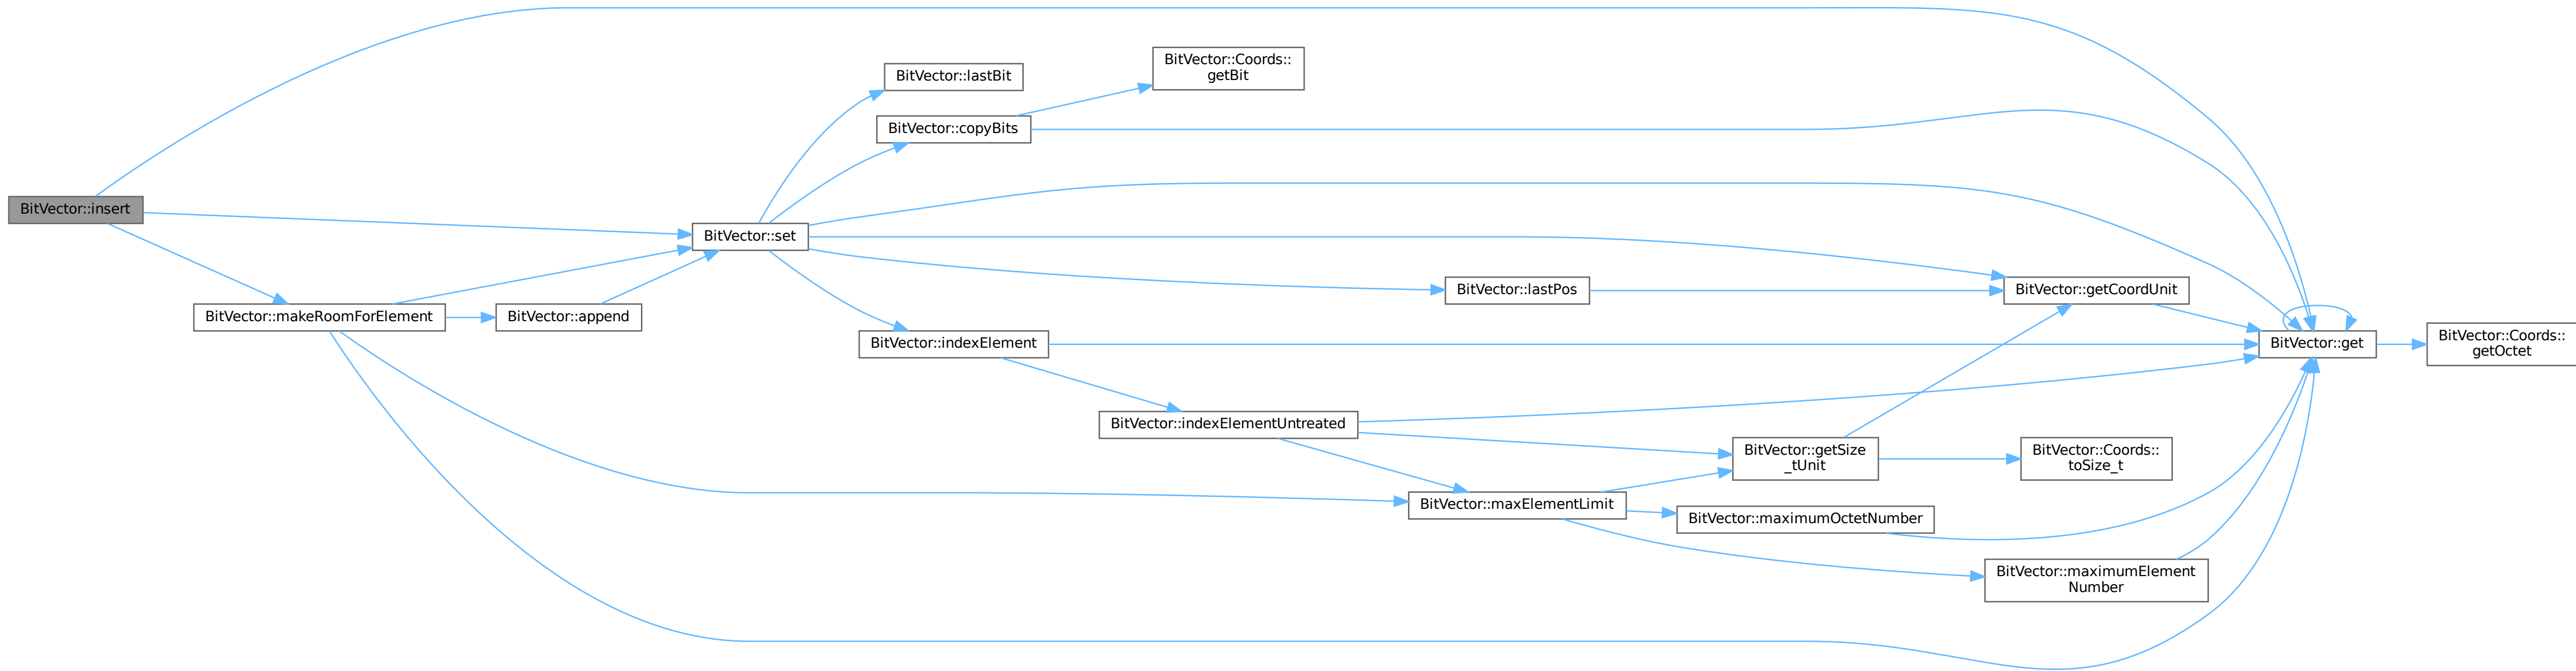 BitVector::insert
BitVector::makeRoomForElement
BitVector::append
BitVector::set
BitVector::lastBit
BitVector::copyBits
BitVector::Coords::
getBit
BitVector::indexElement
BitVector::indexElementUntreated
BitVector::lastPos
BitVector::maxElementLimit
BitVector::getSize
_tUnit
BitVector::maximumOctetNumber
BitVector::getCoordUnit
BitVector::Coords::
toSize_t
BitVector::maximumElement
Number
BitVector::get
BitVector::Coords::
getOctet